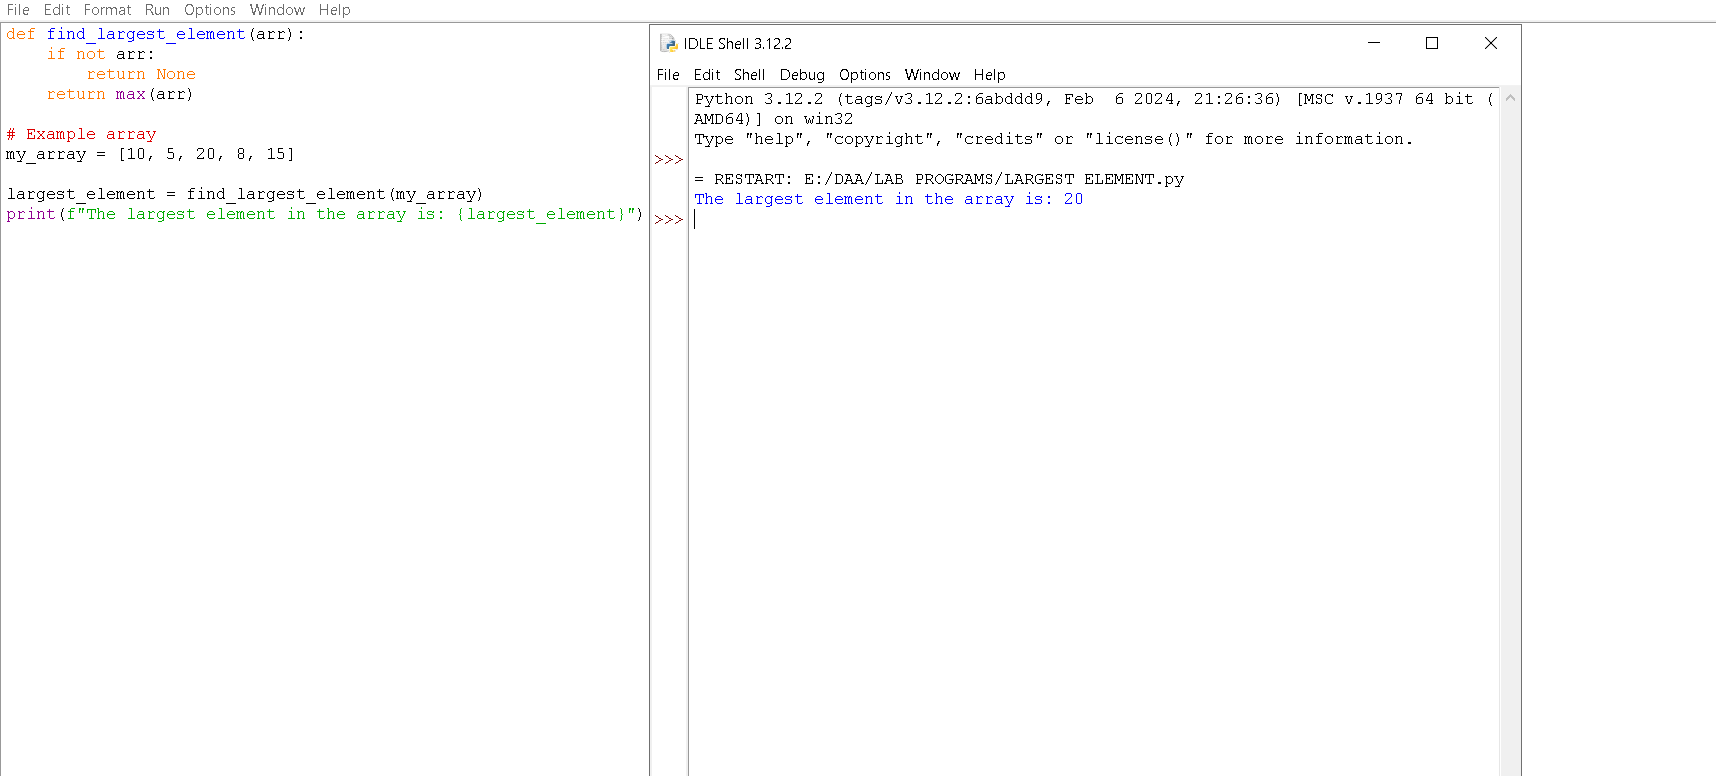 File Edit Format Run Options Window Help
def find_largest_element(arr):
    if not arr:
        return None
    return max(arr)
# Example array
my_array = [10, 5, 20, 8, 15]
largest_element = find_largest_element(my_array)
print(f"The largest element in the array is: {largest_element}")
IDLE Shell 3.12.2
File Edit Shell Debug Options Window Help
Python 3.12.2 (tags/v3.12.2:6abddd9, Feb  6 2024, 21:26:36) [MSC v.1937 64 bit (
AMD64)] on win32
Type "help", "copyright", "credits" or "license()" for more information.
>>>
= RESTART: E:/DAA/LAB PROGRAMS/LARGEST ELEMENT.py
The largest element in the array is: 20
>>>